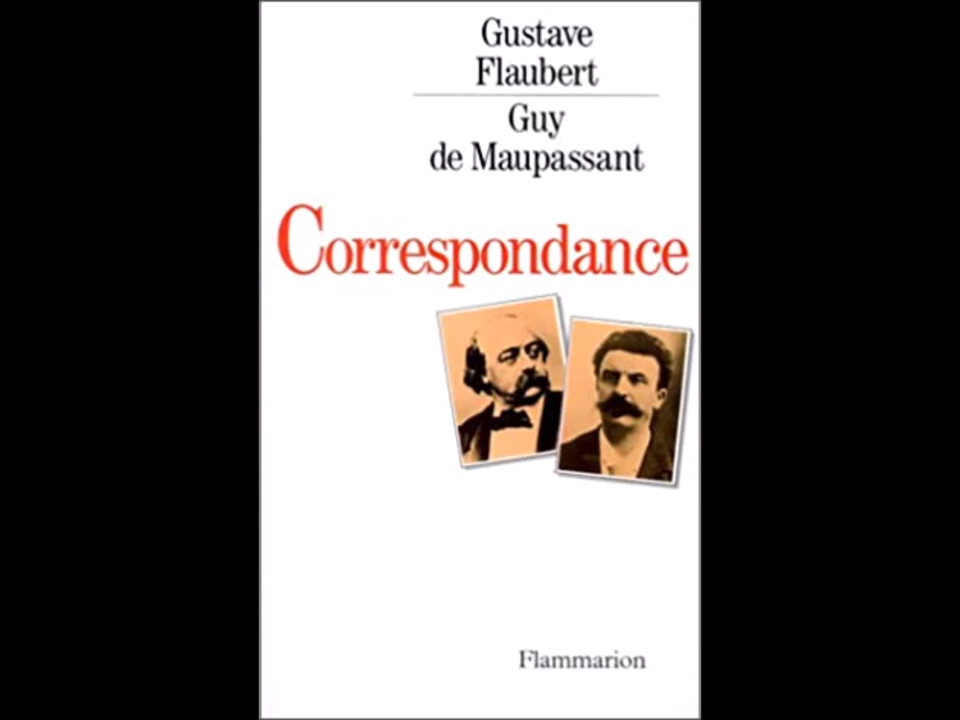 Gustave
Flaubert
Guy
de Maupassant
Correspondance
Flammarion